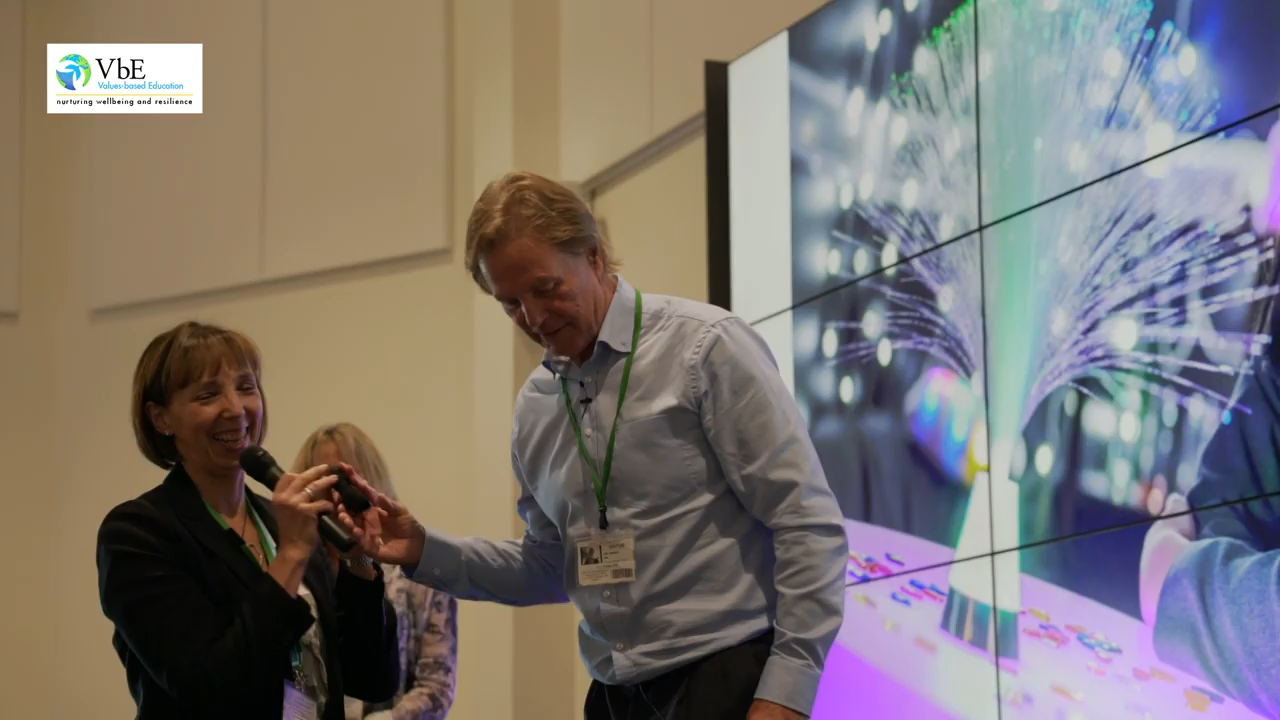 VbE
Values-based Education
nurturing wellbeing and resilience